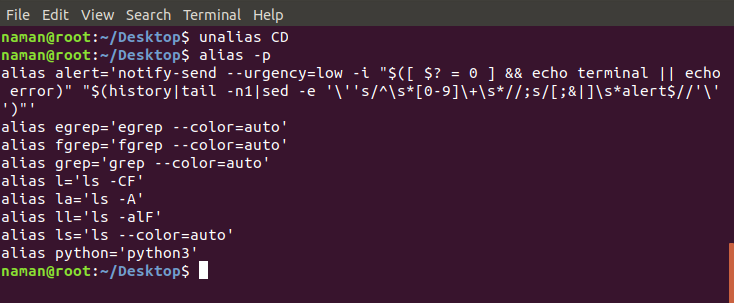 File Edit View Search Terminal Help
naman@root:~/Desktop$ unalias CD
naman@root:~/Desktop$ alias -p
alias alert='notify-send --urgency=low -i "$([ $? = 0 ] && echo terminal || echo
 error)" "$(history|tail -n1|sed -e '\''s/^\s*[0-9]\+\s*//;s/[;&|]\s*alert$//'\'
')"'
alias egrep='egrep --color=auto'
alias fgrep='fgrep --color=auto'
alias grep='grep --color=auto'
alias l='ls -CF'
alias la='ls -A'
alias ll='ls -alF'
alias ls='ls --color=auto'
alias python='python3'
naman@root:~/Desktop$